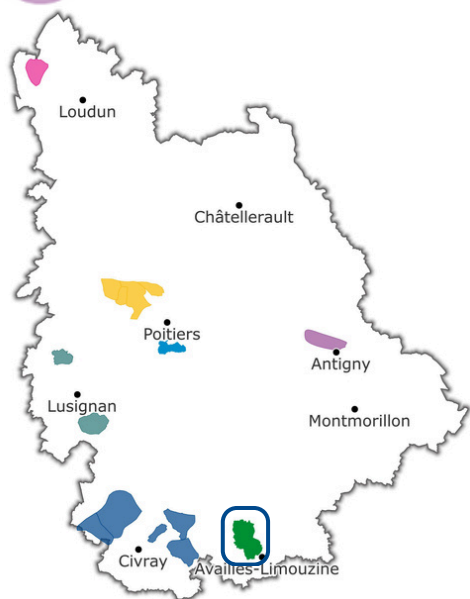 Loudun
Châtellerault
Poitiers
Antigny
Lusignan
Montmorillon
Civray
Availles-Limouzine